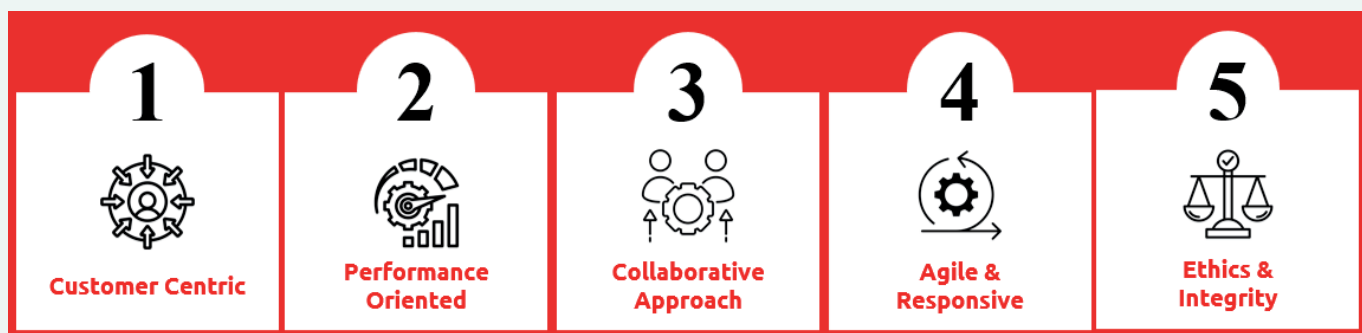 1
2
3
4
5
Customer Centric
Performance
Oriented
Collaborative
Approach
Agile &
Responsive
Ethics &
Integrity